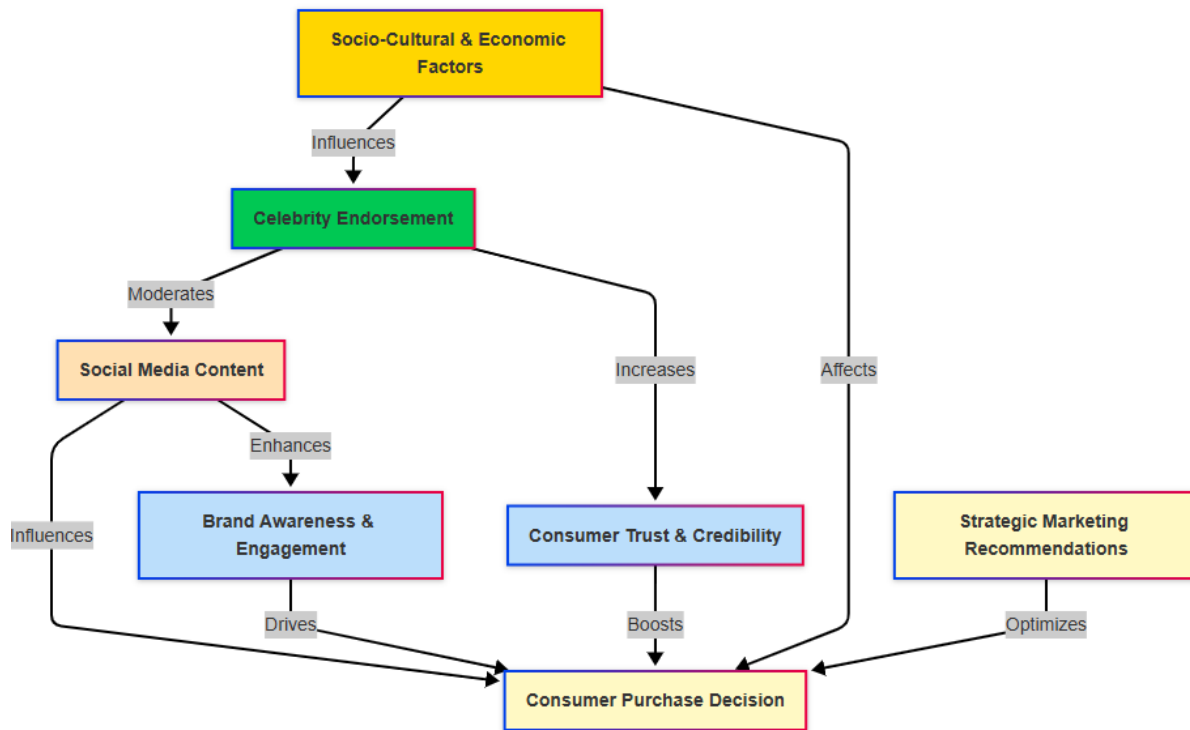 Socio-Cultural & Economic
Factors
Influences
Celebrity Endorsement
Moderates
Social Media Content
Increases
Affects
Enhances
Influences
Brand Awareness &
Engagement
Consumer Trust & Credibility
Strategic Marketing
Recommendations
Drives
Boosts
Optimizes
Consumer Purchase Decision